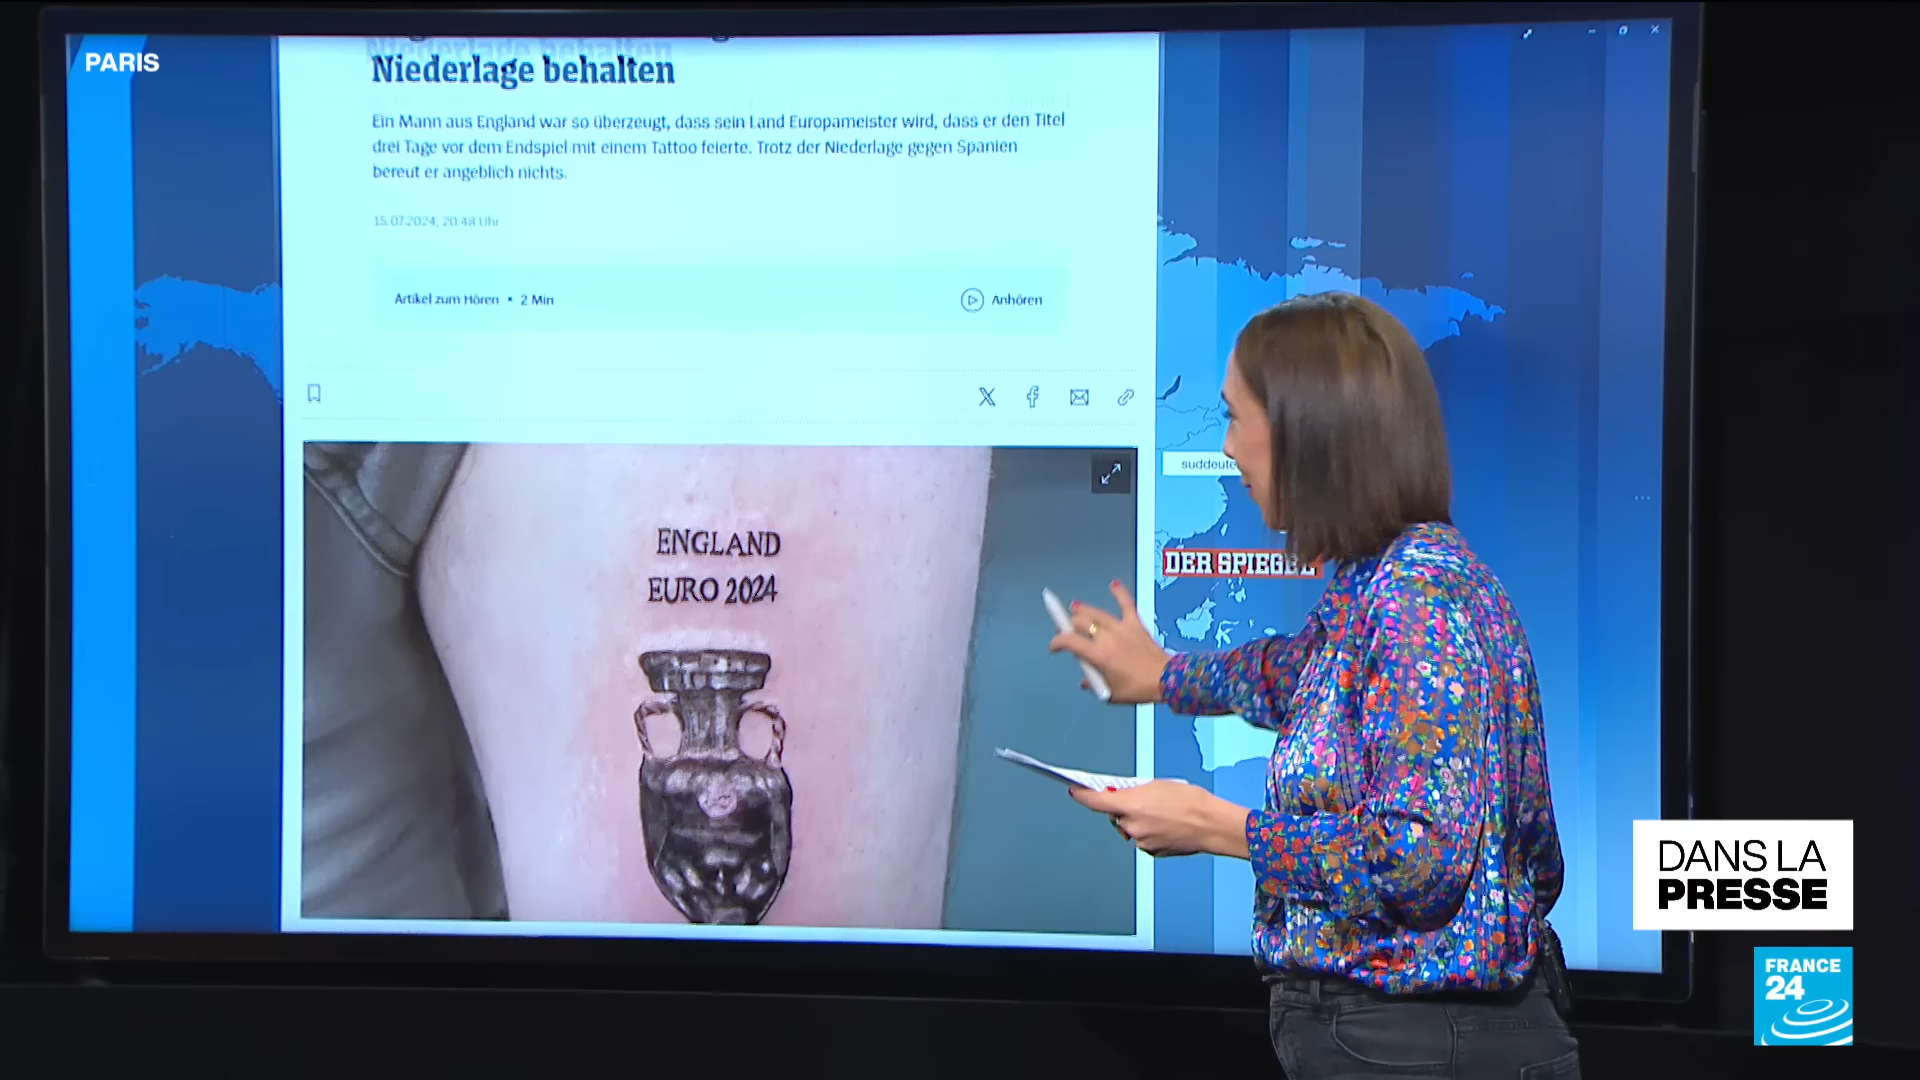 PARIS
Niederlage behalten
Niederlage behalten
Ein Mann aus England war so überzeugt, dass sein Land Europameister wird, dass er den Titel
drei Tage vor dem Endspiel mit einem Tattoo feierte. Trotz der Niederlage gegen Spanien
bereut er angeblich nichts.
15.07.2024, 20.48 Uhr
Artikel zum Hören • 2 Min
Anhören
suddeut
ENGLAND
EURO 2024
DER SPIEGEL
DANS LA
PRESSE
FRANCE
24